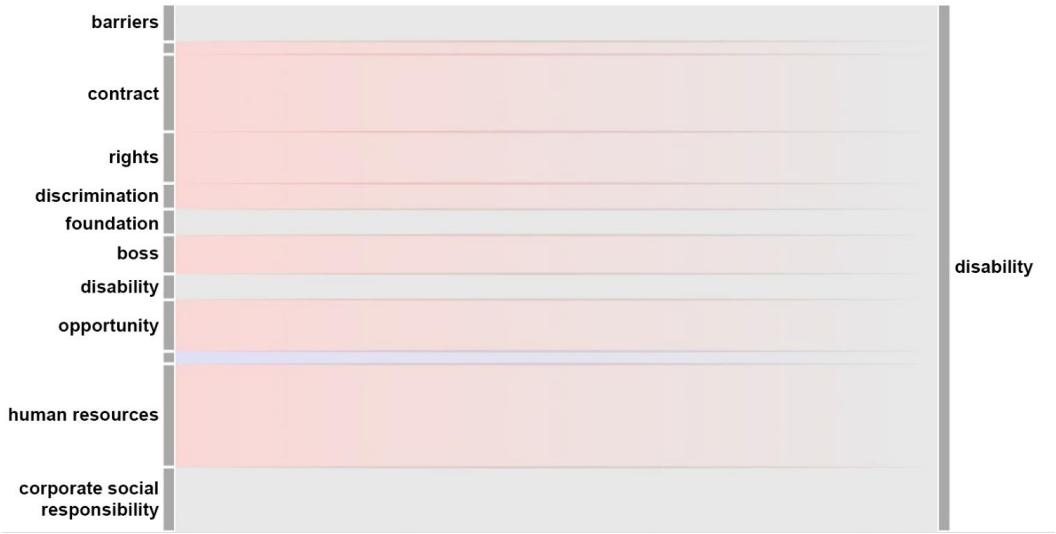 barriers
contract
rights
discrimination
foundation
boss
disability
opportunity
human resources
corporate social
responsibility
disability